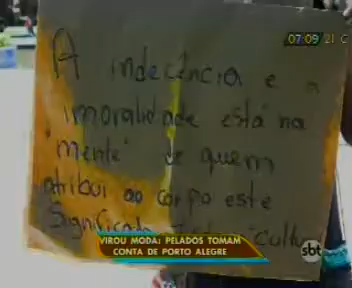 07:09 21 C
A indecência e a
imoralidade está na
"mente" de quem
atribui ao corpo este
Significado
VIROU MODA: PELADOS TOMAM
CONTA DE PORTO ALEGRE
sbt